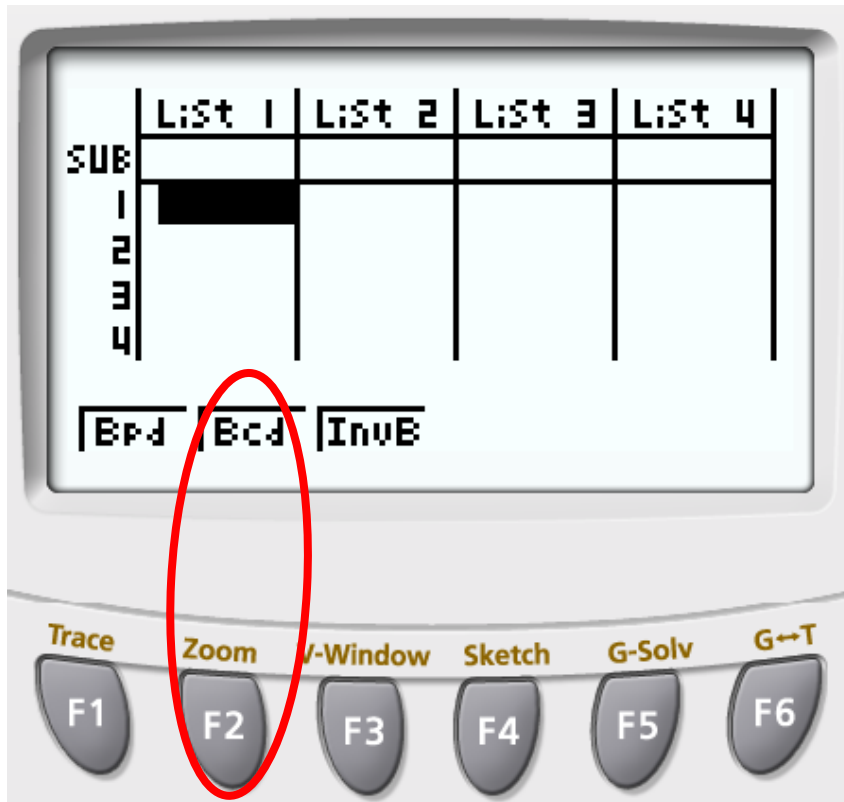 List 1 List 2 List 3 List 4
SUB
1
2
3
4
Bpd Bcd InvB
Trace Zoom V-Window Sketch G-Solv G↔T
F1 F2 F3 F4 F5 F6